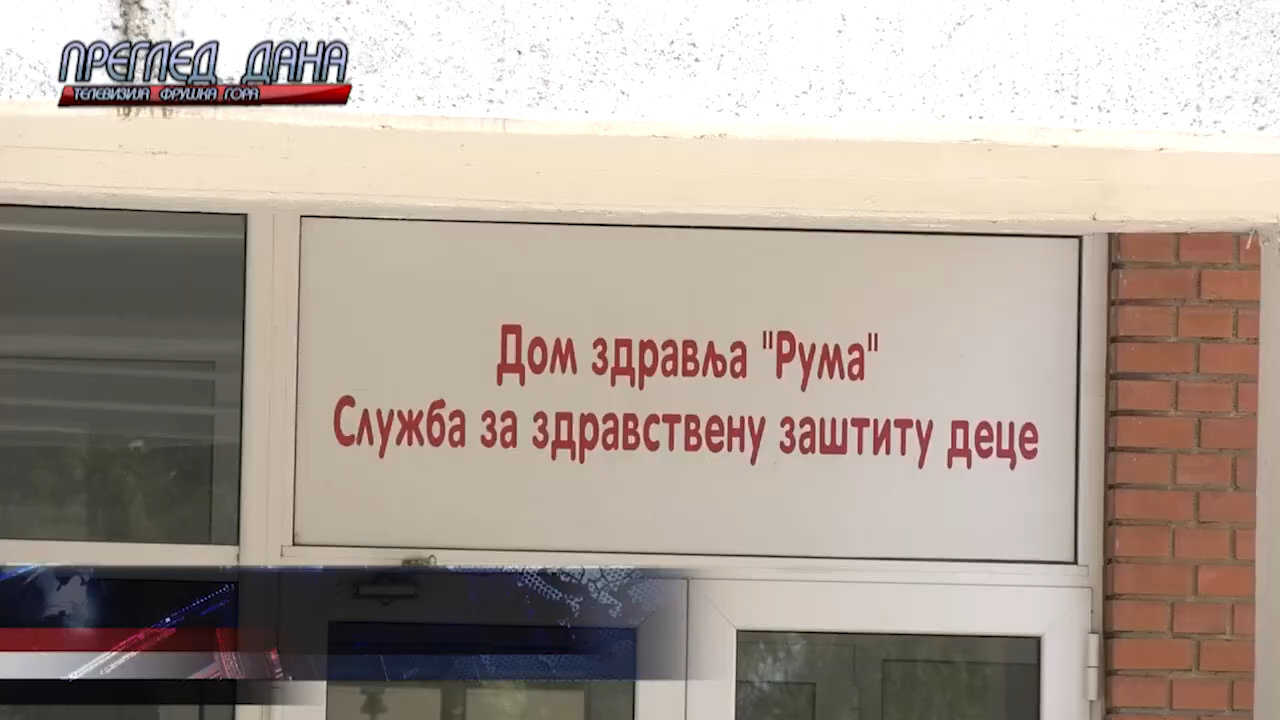 ПРЕГЛЕД ДАНА
ТЕЛЕВИЗИЈА ФРУШКА ГОРА
Дом здравља "Рума"
Служба за здравствену заштиту деце